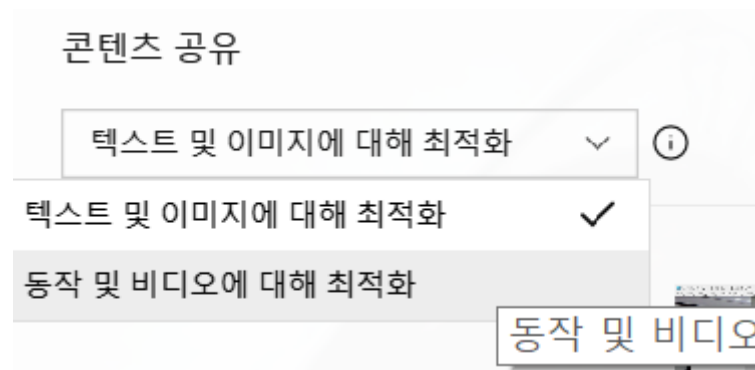 콘텐츠 공유
텍스트 및 이미지에 대해 최적화
텍스트 및 이미지에 대해 최적화
동작 및 비디오에 대해 최적화
동작 및 비디오